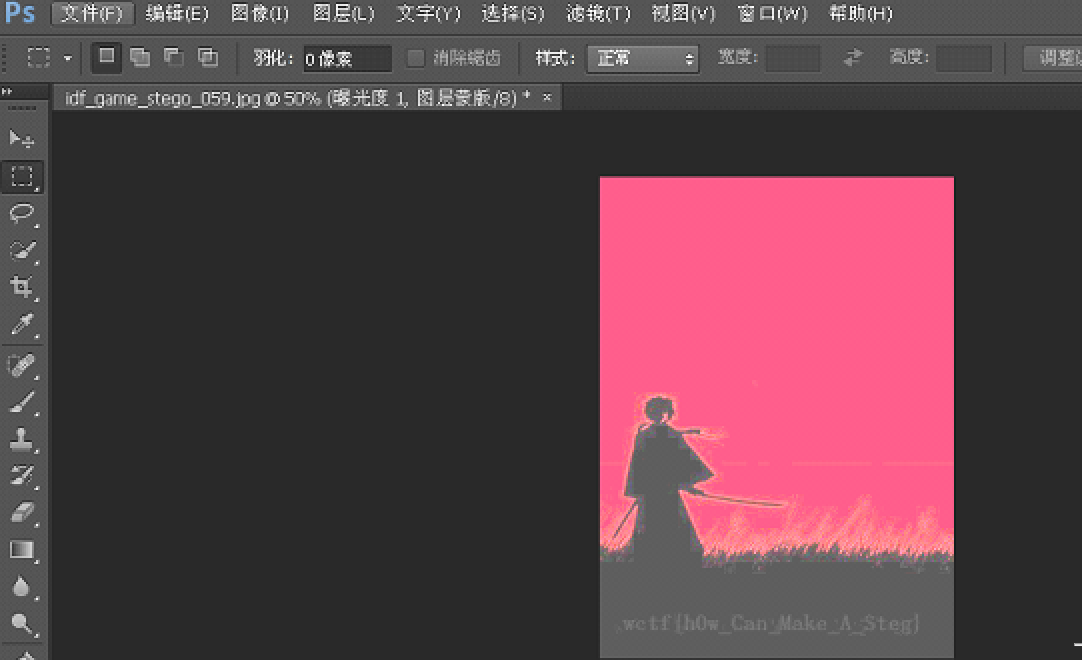 Ps 文件(F) 编辑(E) 图像(I) 图层(L) 文字(Y) 选择(S) 滤镜(T) 视图(V) 窗口(W) 帮助(H)
羽化: 0 像素 消除锯齿 样式: 正常 宽度: 高度: 调整
idf_game_stego_059.jpg @ 50% (曝光度 1, 图层蒙版/8) * ×
wctf{h0w_Can_Make_A_Steg}